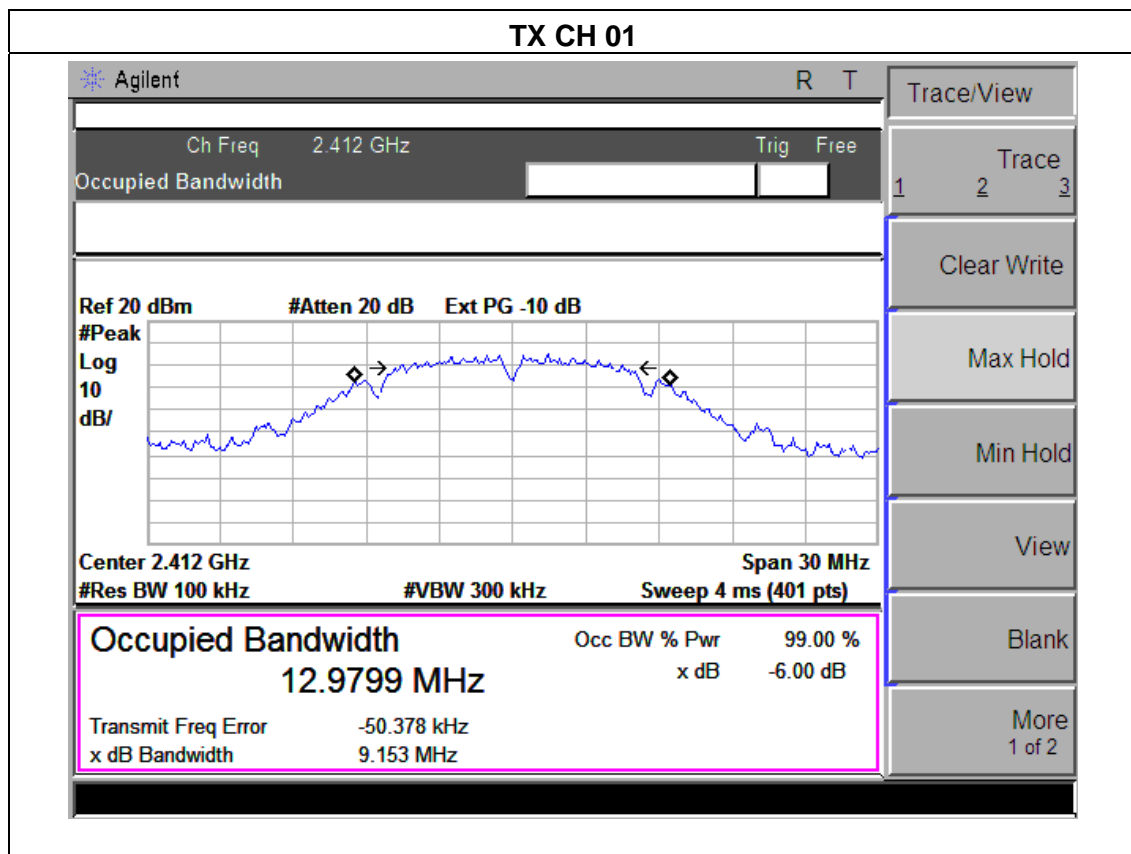 TX CH 01
Agilent R T
Ch Freq 2.412 GHz Trig Free
Occupied Bandwidth
Ref 20 dBm #Atten 20 dB Ext PG -10 dB
#Peak
Log
10
dB/
Center 2.412 GHz Span 30 MHz
#Res BW 100 kHz #VBW 300 kHz Sweep 4 ms (401 pts)
Occupied Bandwidth Occ BW % Pwr 99.00 %
12.9799 MHz x dB -6.00 dB
Transmit Freq Error -50.378 kHz
x dB Bandwidth 9.153 MHz
Trace/View
Trace
1 2 3
Clear Write
Max Hold
Min Hold
View
Blank
More
1 of 2